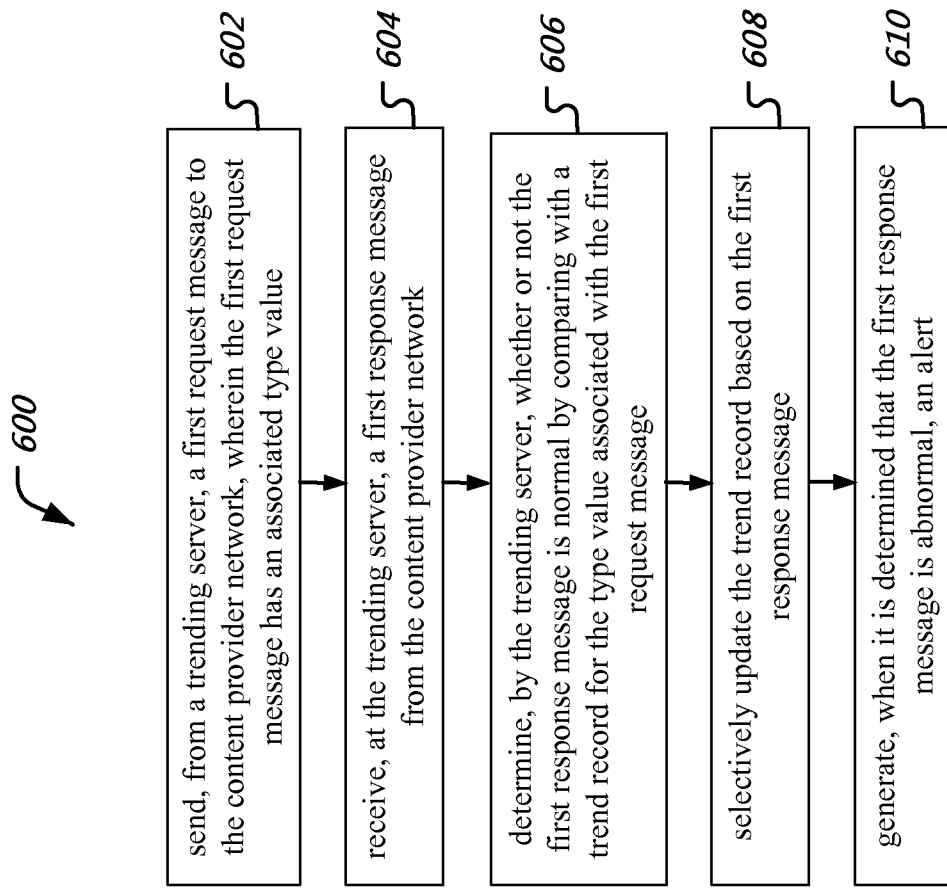 600
send, from a trending server, a first request message to
the content provider network, wherein the first request
message has an associated type value
602
receive, at the trending server, a first response message
from the content provider network
604
determine, by the trending server, whether or not the
first response message is normal by comparing with a
trend record for the type value associated with the first
request message
606
selectively update the trend record based on the first
response message
608
generate, when it is determined that the first response
message is abnormal, an alert
610